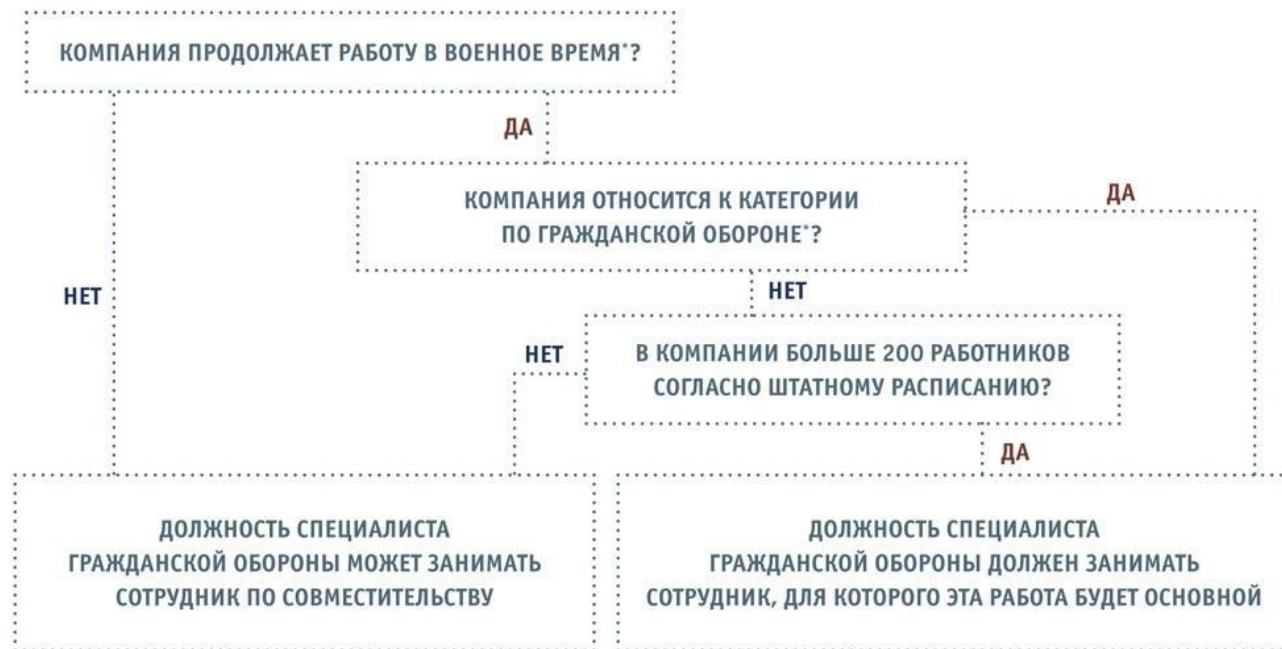 КОМПАНИЯ ПРОДОЛЖАЕТ РАБОТУ В ВОЕННОЕ ВРЕМЯ*?
ДА
КОМПАНИЯ ОТНОСИТСЯ К КАТЕГОРИИ
ПО ГРАЖДАНСКОЙ ОБОРОНЕ*?
ДА
НЕТ
НЕТ
НЕТ
В КОМПАНИИ БОЛЬШЕ 200 РАБОТНИКОВ
СОГЛАСНО ШТАТНОМУ РАСПИСАНИЮ?
ДА
ДОЛЖНОСТЬ СПЕЦИАЛИСТА
ГРАЖДАНСКОЙ ОБОРОНЫ МОЖЕТ ЗАНИМАТЬ
СОТРУДНИК ПО СОВМЕСТИТЕЛЬСТВУ
ДОЛЖНОСТЬ СПЕЦИАЛИСТА
ГРАЖДАНСКОЙ ОБОРОНЫ ДОЛЖЕН ЗАНИМАТЬ
СОТРУДНИК, ДЛЯ КОТОРОГО ЭТА РАБОТА БУДЕТ ОСНОВНОЙ